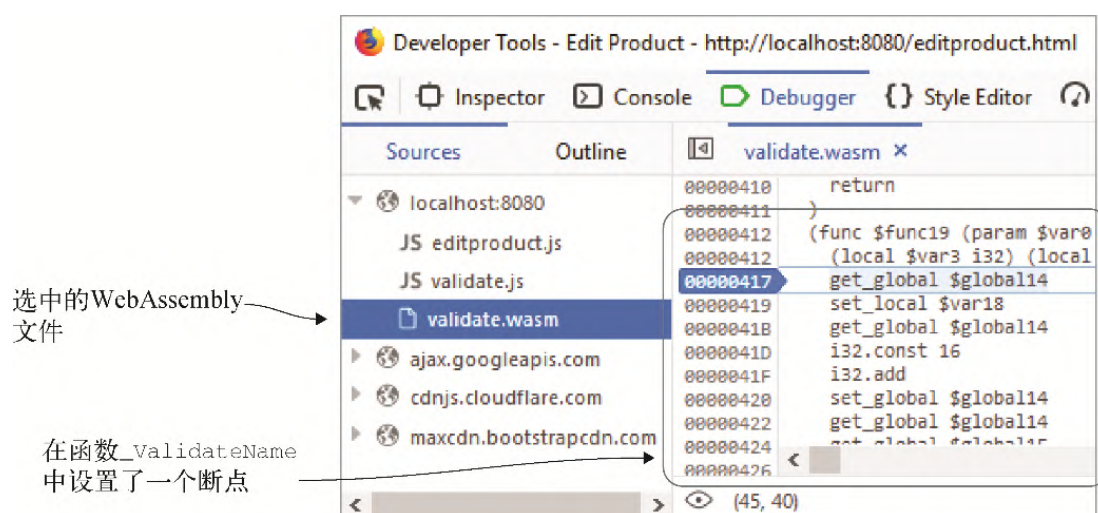 Developer Tools - Edit Product - http://localhost:8080/editproduct.html
Inspector Console Debugger {} Style Editor
Sources Outline validate.wasm ×
localhost:8080
JS editproduct.js
JS validate.js
validate.wasm
ajax.googleapis.com
cdnjs.cloudflare.com
maxcdn.bootstrapcdn.com
00000410 return
00000411 )
00000412 (func $func19 (param $var0
00000412 (local $var3 i32) (local
00000417 get_global $global14
00000419 set_local $var18
0000041B get_global $global14
0000041D i32.const 16
0000041F i32.add
00000420 set_global $global14
00000422 get_global $global14
00000424 get_global $global15
00000426
(45, 40)
选中的WebAssembly
文件
在函数_ValidateName
中设置了一个断点